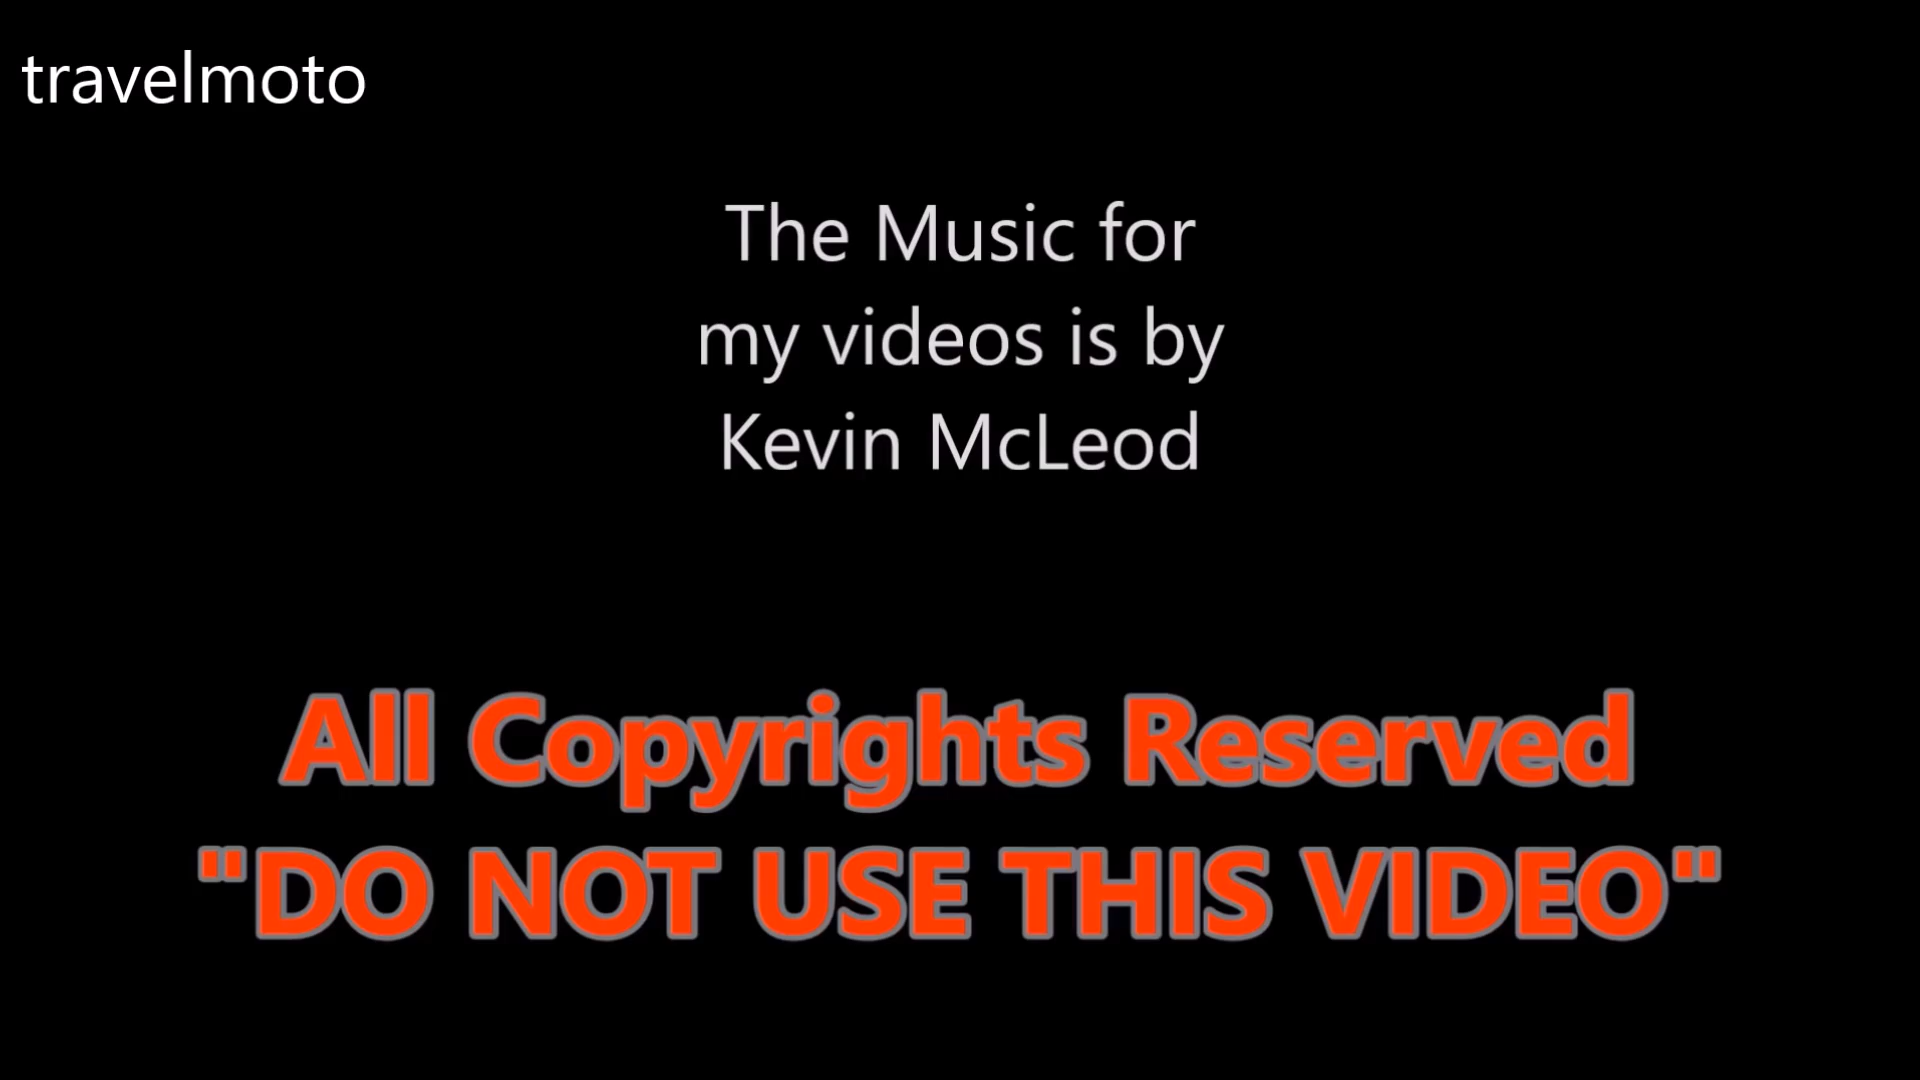 travelmoto
The Music for
my videos is by
Kevin McLeod
All Copyrights Reserved
"DO NOT USE THIS VIDEO"